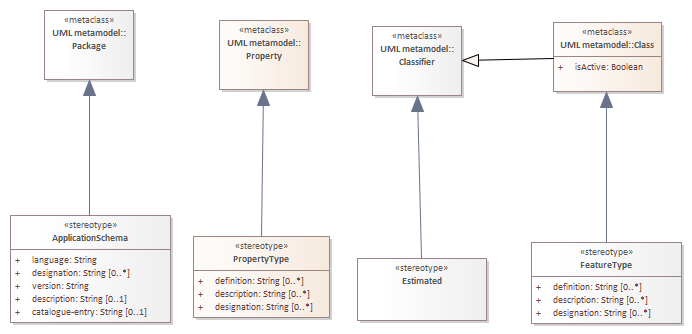 «metaclass»
UML metamodel::
Package
«metaclass»
UML metamodel::
Property
«metaclass»
UML metamodel::
Classifier
«metaclass»
UML metamodel::Class
+ isActive: Boolean
«stereotype»
ApplicationSchema
+ language: String
+ designation: String [0..*]
+ version: String
+ description: String [0..1]
+ catalogue-entry: String [0..1]
«stereotype»
PropertyType
+ definition: String [0..*]
+ description: String [0..*]
+ designation: String [0..*]
«stereotype»
Estimated
«stereotype»
FeatureType
+ definition: String [0..*]
+ description: String [0..*]
+ designation: String [0..*]